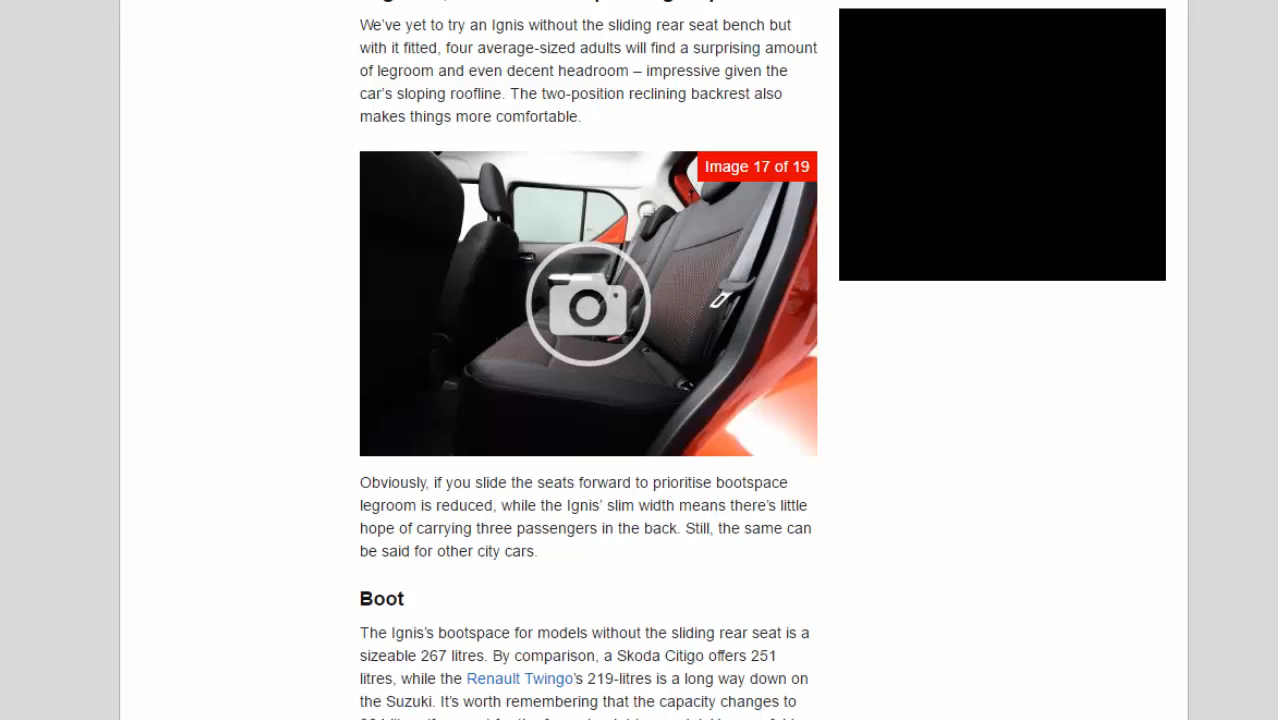 We've yet to try an Ignis without the sliding rear seat bench but
with it fitted, four average-sized adults will find a surprising amount
of legroom and even decent headroom – impressive given the
car's sloping roofline. The two-position reclining backrest also
makes things more comfortable.
Image 17 of 19
Obviously, if you slide the seats forward to prioritise bootspace
legroom is reduced, while the Ignis' slim width means there's little
hope of carrying three passengers in the back. Still, the same can
be said for other city cars.
Boot
The Ignis's bootspace for models without the sliding rear seat is a
sizeable 267 litres. By comparison, a Skoda Citigo offers 251
litres, while the Renault Twingo's 219-litres is a long way down on
the Suzuki. It's worth remembering that the capacity changes to